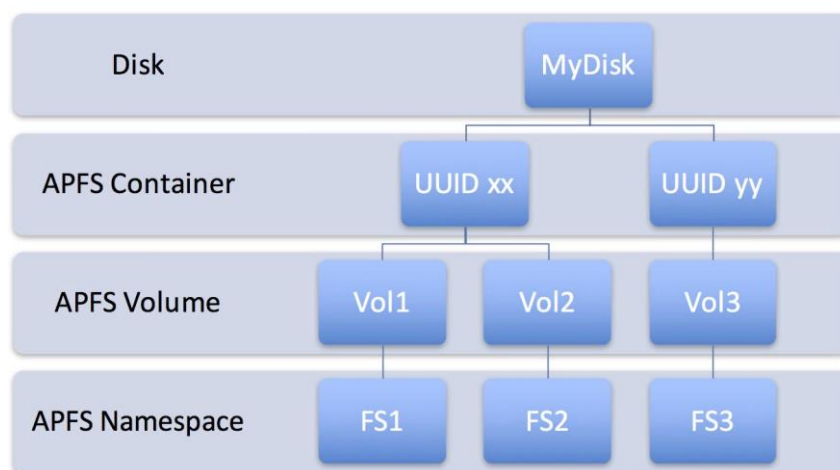 Disk
MyDisk
APFS Container
UUID xx
UUID yy
APFS Volume
Vol1
Vol2
Vol3
APFS Namespace
FS1
FS2
FS3